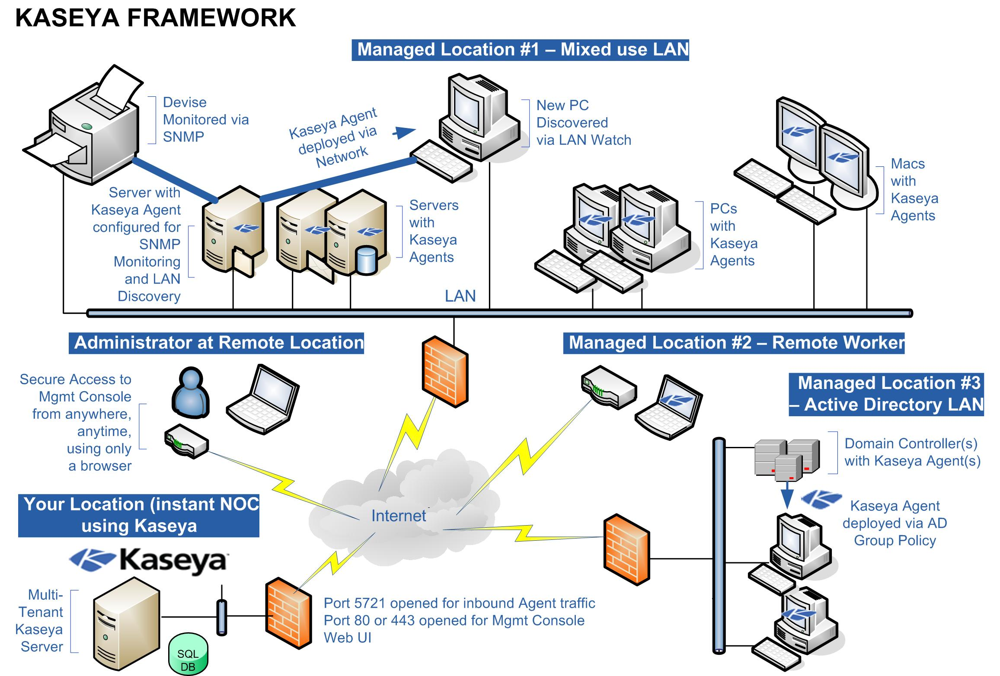 KASEYA FRAMEWORK
Managed Location #1 – Mixed use LAN
Devise
Monitored via
SNMP
Kaseya Agent
deployed via
Network
New PC
Discovered
via LAN Watch
Macs
with
Kaseya
Agents
Server with
Kaseya Agent
configured for
SNMP
Monitoring
and LAN
Discovery
Servers
with
Kaseya
Agents
PCs
with
Kaseya
Agents
LAN
Administrator at Remote Location
Managed Location #2 – Remote Worker
Secure Access to
Mgmt Console
from anywhere,
anytime,
using only
a browser
Managed Location #3
– Active Directory LAN
Domain Controller(s)
with Kaseya Agent(s)
Your Location (instant NOC
using Kaseya
Internet
Kaseya Agent
deployed via AD
Group Policy
Kaseya
Multi-
Tenant
Kaseya
Server
SQL
DB
Port 5721 opened for inbound Agent traffic
Port 80 or 443 opened for Mgmt Console
Web UI